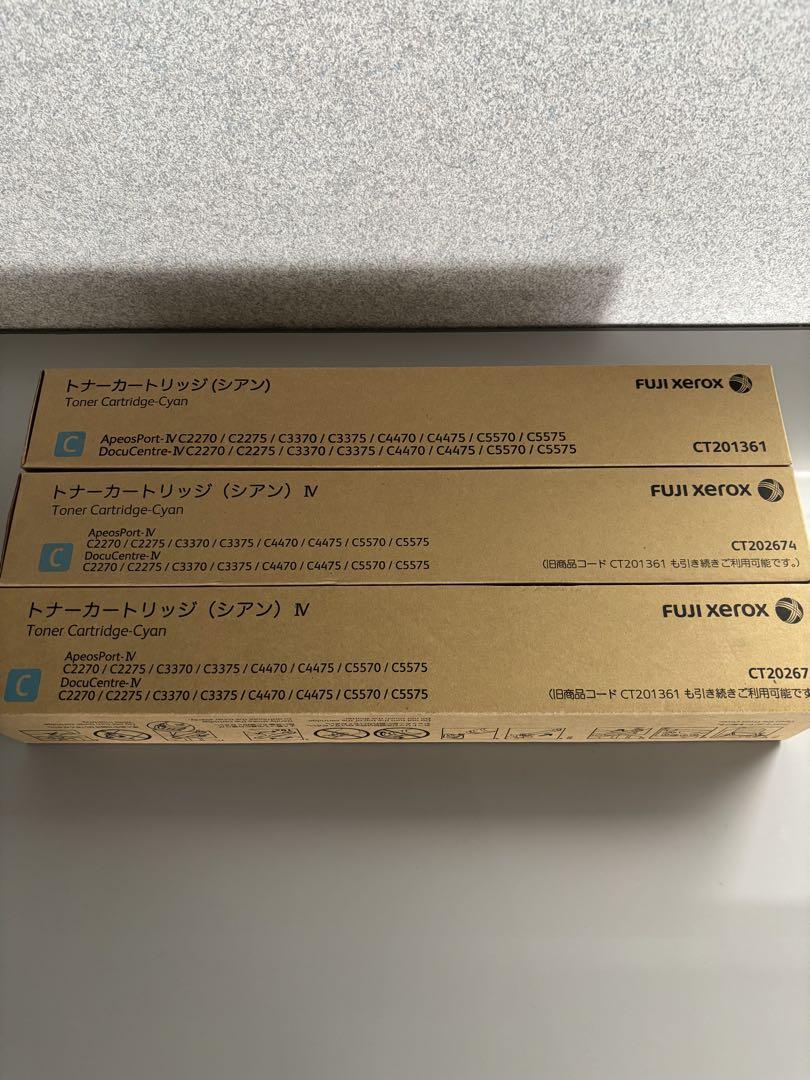 トナーカートリッジ (シアン)
Toner Cartridge-Cyan
FUJI xerox
C
ApeosPort-Ⅳ C2270 / C2275 / C3370 / C3375 / C4470 / C4475 / C5570 / C5575
DocuCentre-Ⅳ C2270 / C2275 / C3370 / C3375 / C4470 / C4475 / C5570 / C5575
CT201361
トナーカートリッジ（シアン）Ⅳ
Toner Cartridge-Cyan
FUJI xerox
C
ApeosPort-Ⅳ
C2270 / C2275 / C3370 / C3375 / C4470 / C4475 / C5570 / C5575
DocuCentre-Ⅳ
C2270 / C2275 / C3370 / C3375 / C4470 / C4475 / C5570 / C5575
CT202674
（旧商品コード CT201361 も引き続きご利用可能です。）
トナーカートリッジ（シアン）Ⅳ
Toner Cartridge-Cyan
FUJI xerox
C
ApeosPort-Ⅳ
C2270 / C2275 / C3370 / C3375 / C4470 / C4475 / C5570 / C5575
DocuCentre-Ⅳ
C2270 / C2275 / C3370 / C3375 / C4470 / C4475 / C5570 / C5575
CT20267
（旧商品コード CT201361 も引き続きご利用可能です